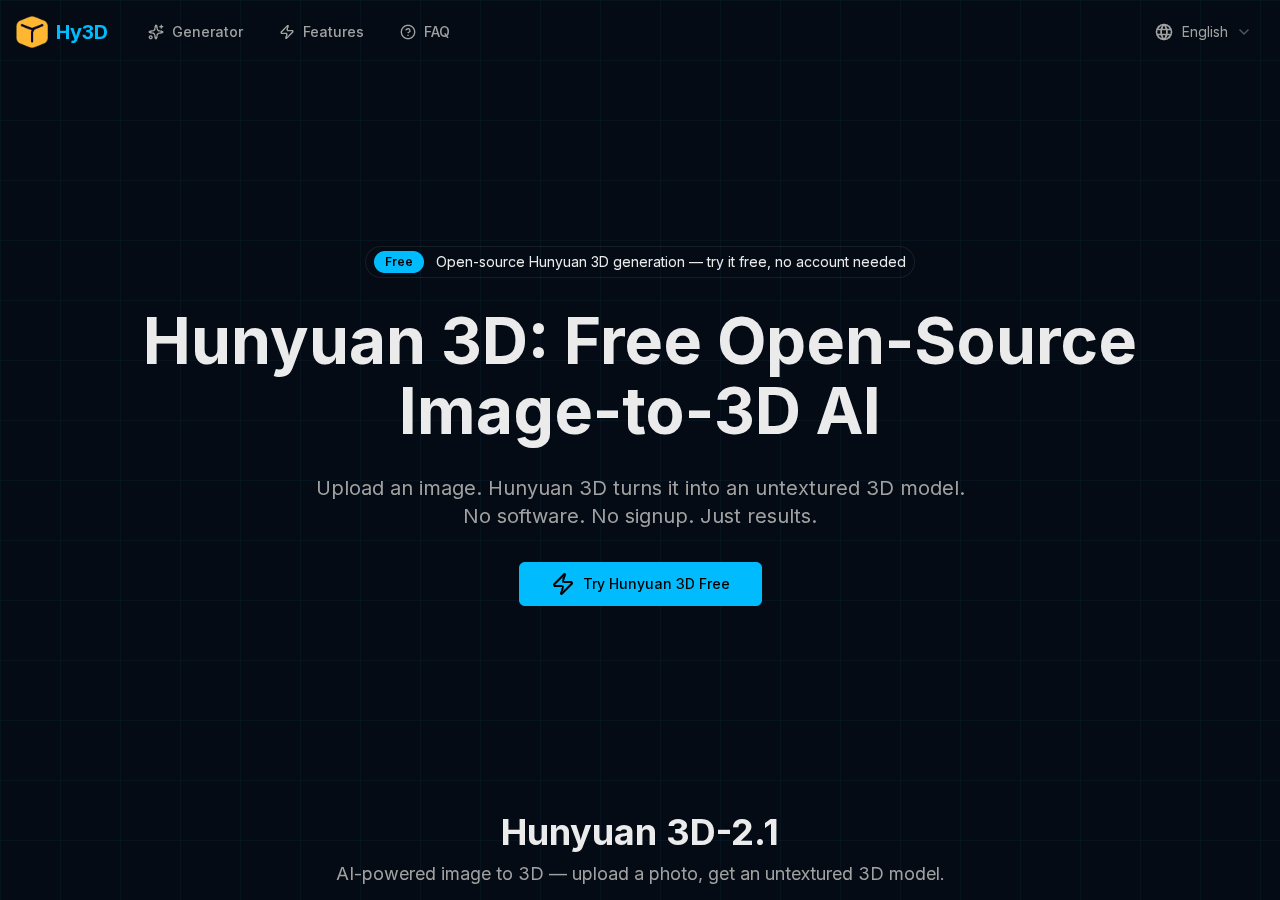 Hy3D
Generator
Features
FAQ
English
Free
Open-source Hunyuan 3D generation — try it free, no account needed
Hunyuan 3D: Free Open-Source
Image-to-3D AI
Upload an image. Hunyuan 3D turns it into an untextured 3D model.
No software. No signup. Just results.
Try Hunyuan 3D Free
Hunyuan 3D-2.1
AI-powered image to 3D — upload a photo, get an untextured 3D model.